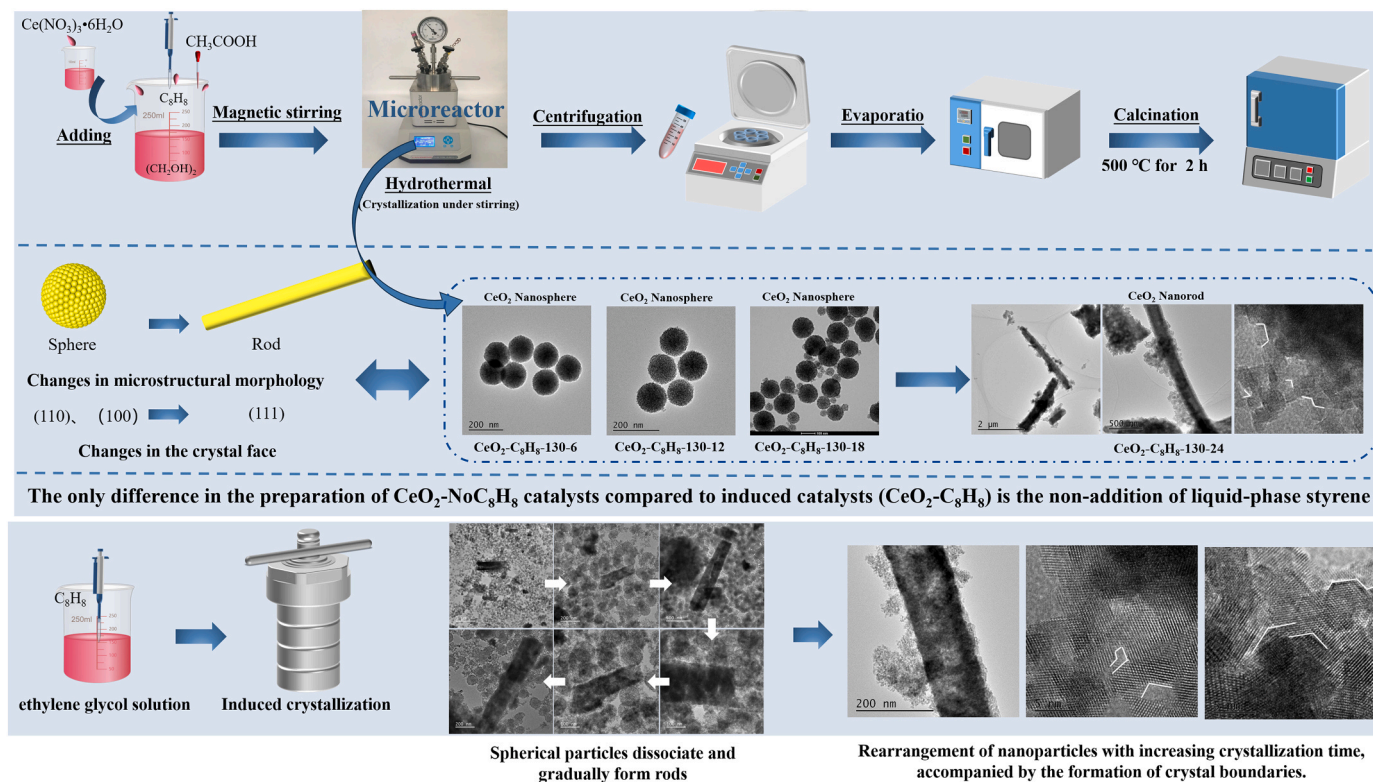 Ce(NO₃)₃•6H₂O
CH₃COOH
C₈H₈
250ml
250
200
(CH₂OH)₂
Adding
Magnetic stirring
Microreactor
Hydrothermal
(Crystallization under stirring)
Centrifugation
Evaporatio
Calcination
500 ℃ for 2 h
Sphere
Rod
Changes in microstructural morphology
(110)、 (100)
(111)
Changes in the crystal face
CeO₂ Nanosphere
CeO₂ Nanosphere
CeO₂ Nanosphere
CeO₂ Nanorod
200 nm
200 nm
2 μm
CeO₂-C₈H₈-130-6
CeO₂-C₈H₈-130-12
CeO₂-C₈H₈-130-18
CeO₂-C₈H₈-130-24
The only difference in the preparation of CeO₂-NoC₈H₈ catalysts compared to induced catalysts (CeO₂-C₈H₈) is the non-addition of liquid-phase styrene
C₈H₈
250ml
250
200
ethylene glycol solution
Induced crystallization
200 nm
Spherical particles dissociate and
gradually form rods
200 nm
Rearrangement of nanoparticles with increasing crystallization time,
accompanied by the formation of crystal boundaries.